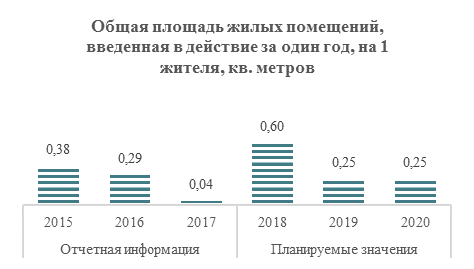 Общая площадь жилых помещений,
введенная в действие за один год, на 1
жителя, кв. метров
0,38
0,29
0,04
0,60
0,25
0,25
2015 2016 2017 2018 2019 2020
Отчетная информация Планируемые значения